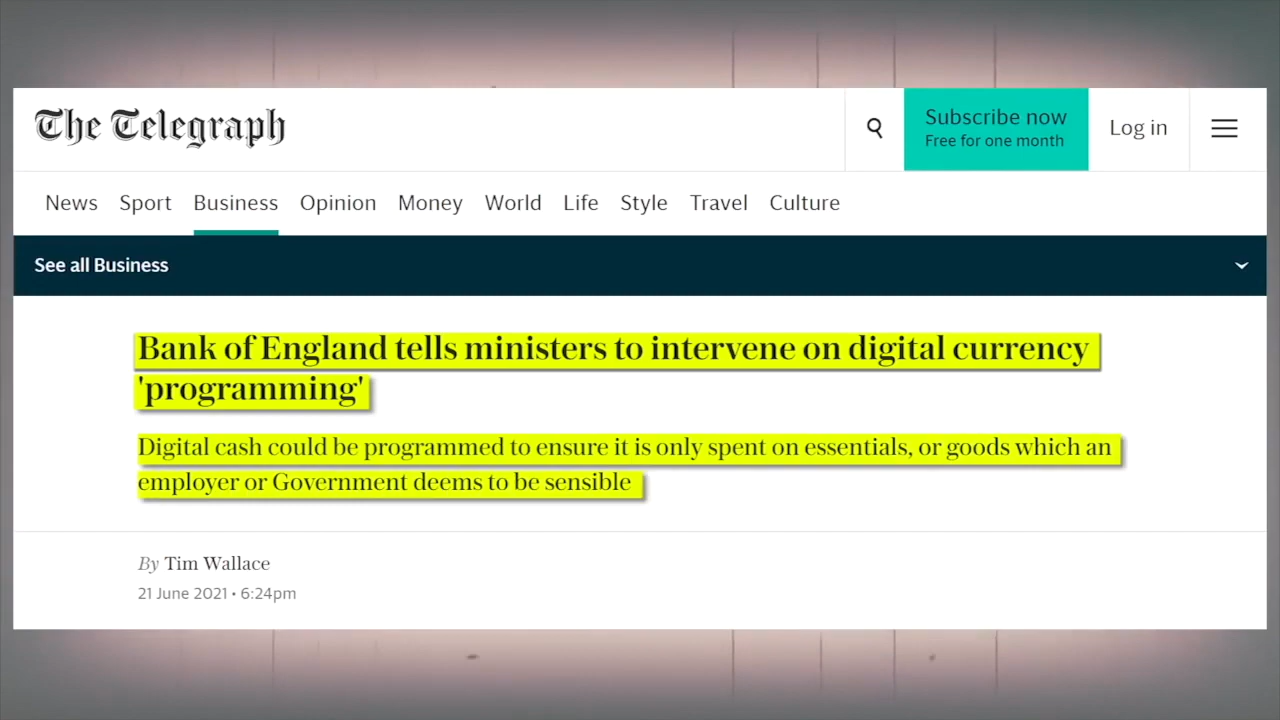 The Telegraph
Subscribe now
Free for one month
Log in
News Sport Business Opinion Money World Life Style Travel Culture
See all Business
Bank of England tells ministers to intervene on digital currency
'programming'
Digital cash could be programmed to ensure it is only spent on essentials, or goods which an
employer or Government deems to be sensible
By Tim Wallace
21 June 2021 • 6:24pm